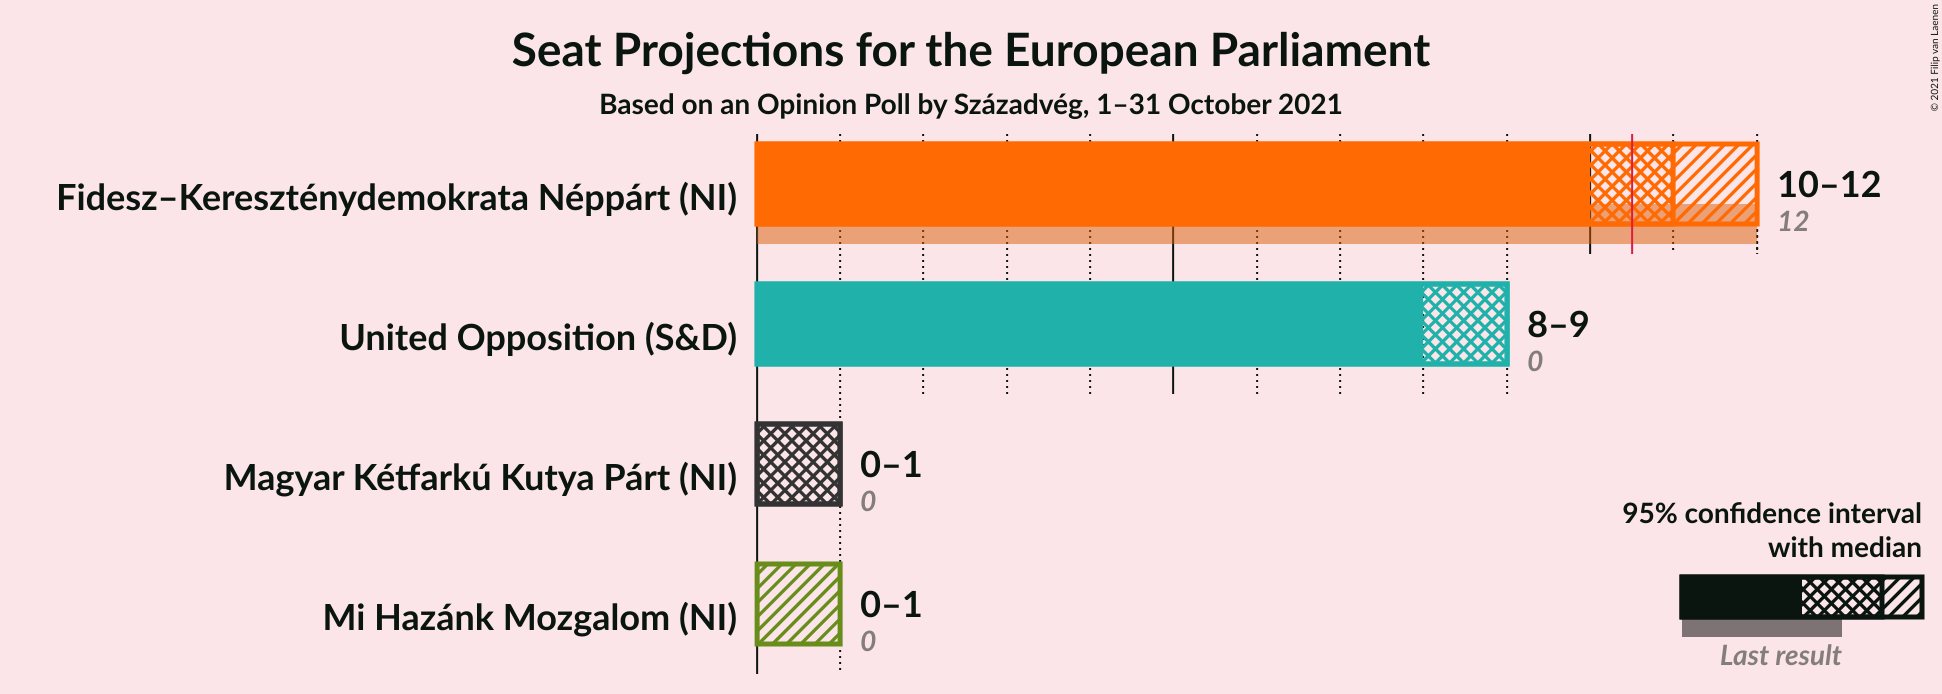 Seat Projections for the European Parliament
Based on an Opinion Poll by Századvég, 1–31 October 2021
© 2021 Filip van Laenen
Fidesz–Kereszténydemokrata Néppárt (NI)
10–12
12
United Opposition (S&D)
8–9
0
Magyar Kétfarkú Kutya Párt (NI)
0–1
0
Mi Hazánk Mozgalom (NI)
0–1
0
95% confidence interval
with median
Last result